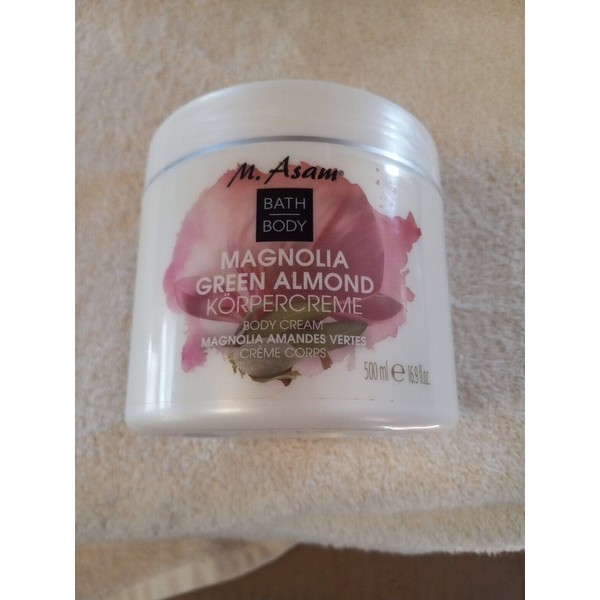 M. Asam®
BATH
BODY
MAGNOLIA
GREEN ALMOND
KÖRPERCREME
BODY CREAM
MAGNOLIA AMANDES VERTES
CRÈME CORPS
500 ml ℮ 16.9 fl.oz.